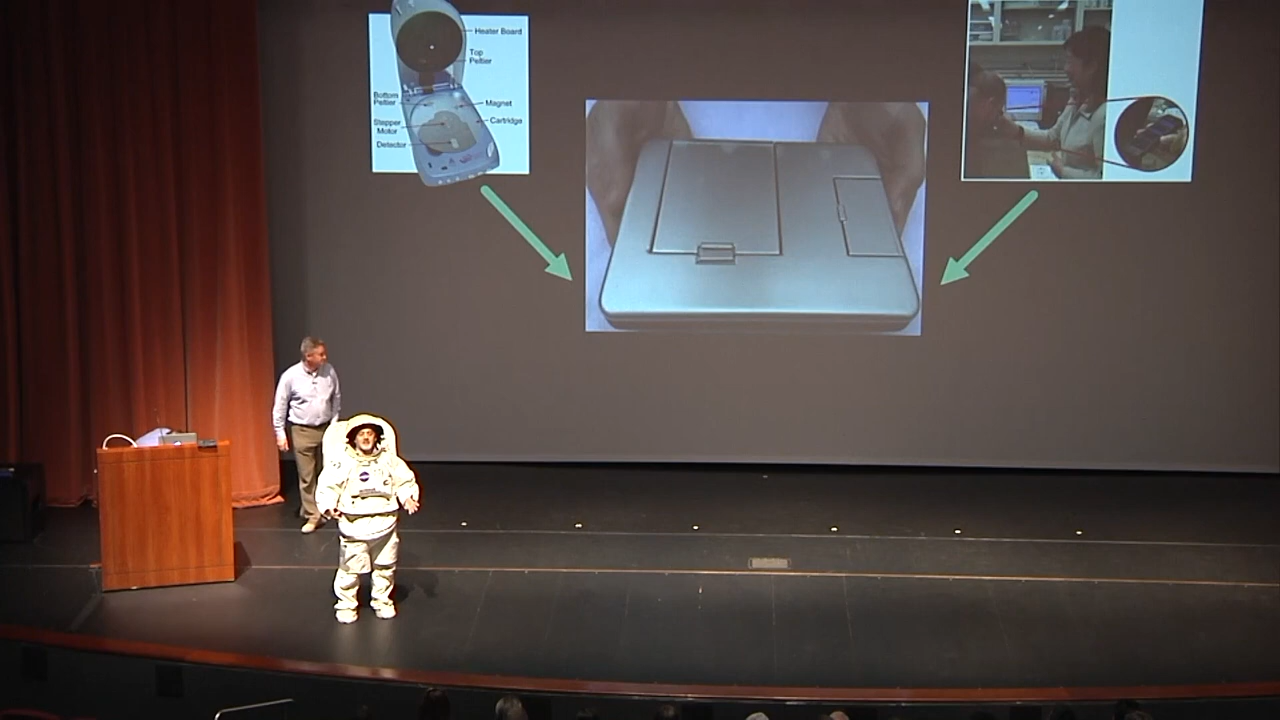 Heater Board
Top
Peltier
Bottom
Peltier
Magnet
Stepper
Motor
Cartridge
Detector